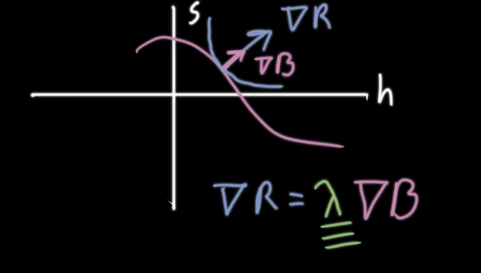 s
∇R
∇B
h
∇R = λ ∇B